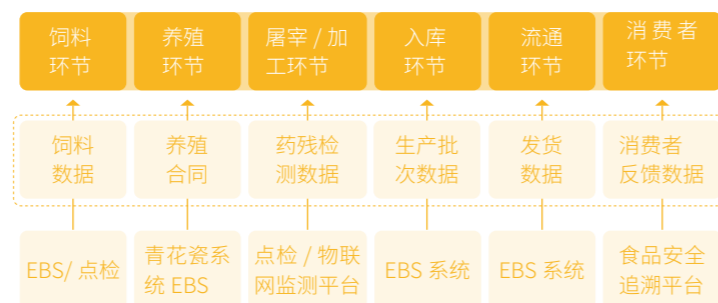 饲料
环节
养殖
环节
屠宰 / 加
工环节
入库
环节
流通
环节
消费者
环节
饲料
数据
养殖
合同
药残检
测数据
生产批
次数据
发货
数据
消费者
反馈数据
EBS/ 点检
青花瓷系
统 EBS
点检 / 物联
网监测平台
EBS 系统
EBS 系统
食品安全
追溯平台